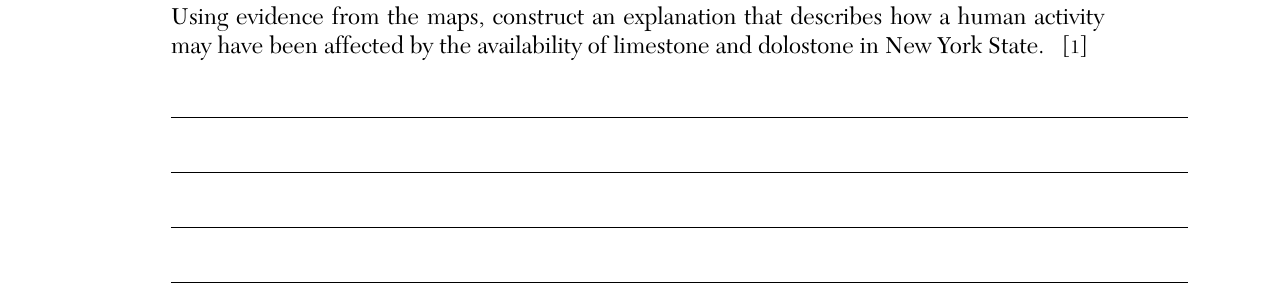 Using evidence from the maps, construct an explanation that describes how a human activity
may have been affected by the availability of limestone and dolostone in New York State. [1]